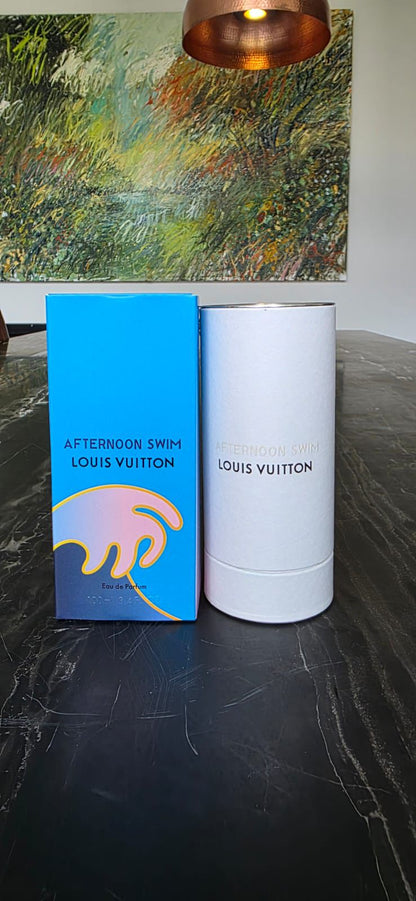 AFTERNOON SWIM
LOUIS VUITTON
Eau de Parfum
AFTERNOON SWIM
LOUIS VUITTON